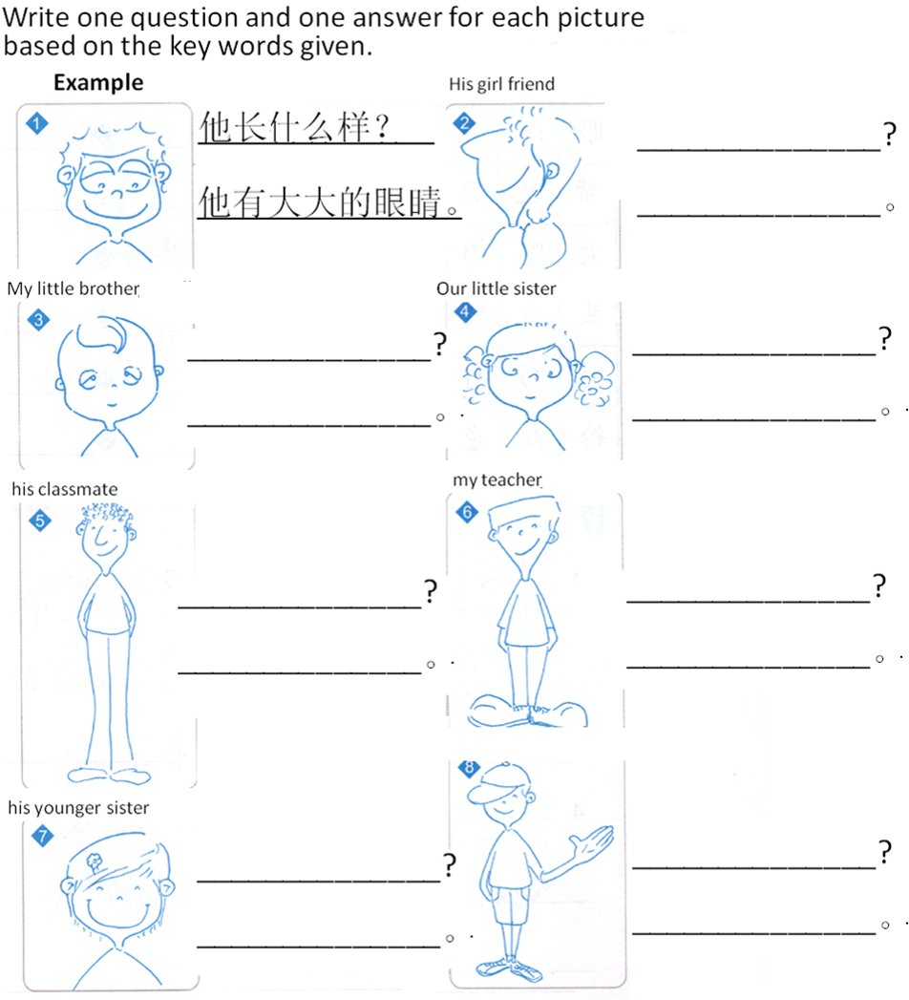 Write one question and one answer for each picture
based on the key words given.
Example
1
他长什么样?
他有大大的眼睛。
His girl friend
2
?
。
My little brother
3
?
。
Our little sister
4
?
。
his classmate
5
?
。
my teacher
6
?
。
his younger sister
7
?
。
8
?
。